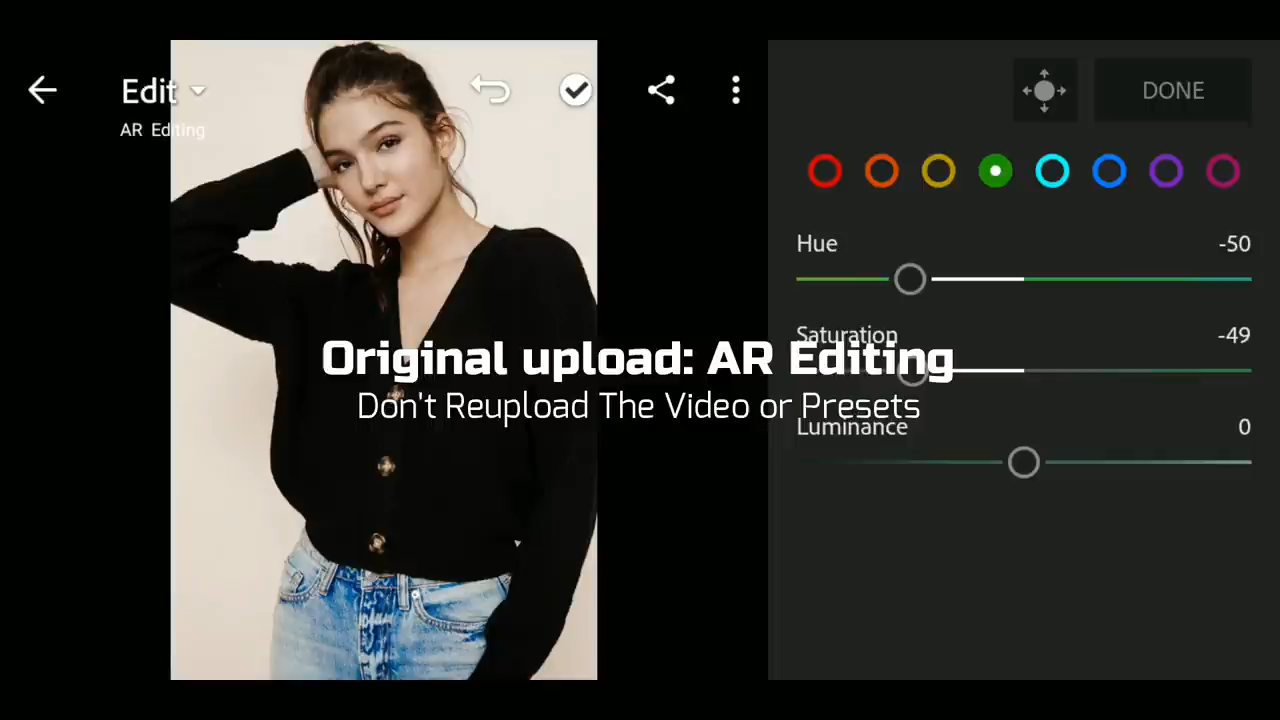 Edit
AR Editing
DONE
Hue -50
Saturation -49
Original upload: AR Editing
Don't Reupload The Video or Presets
Luminance 0